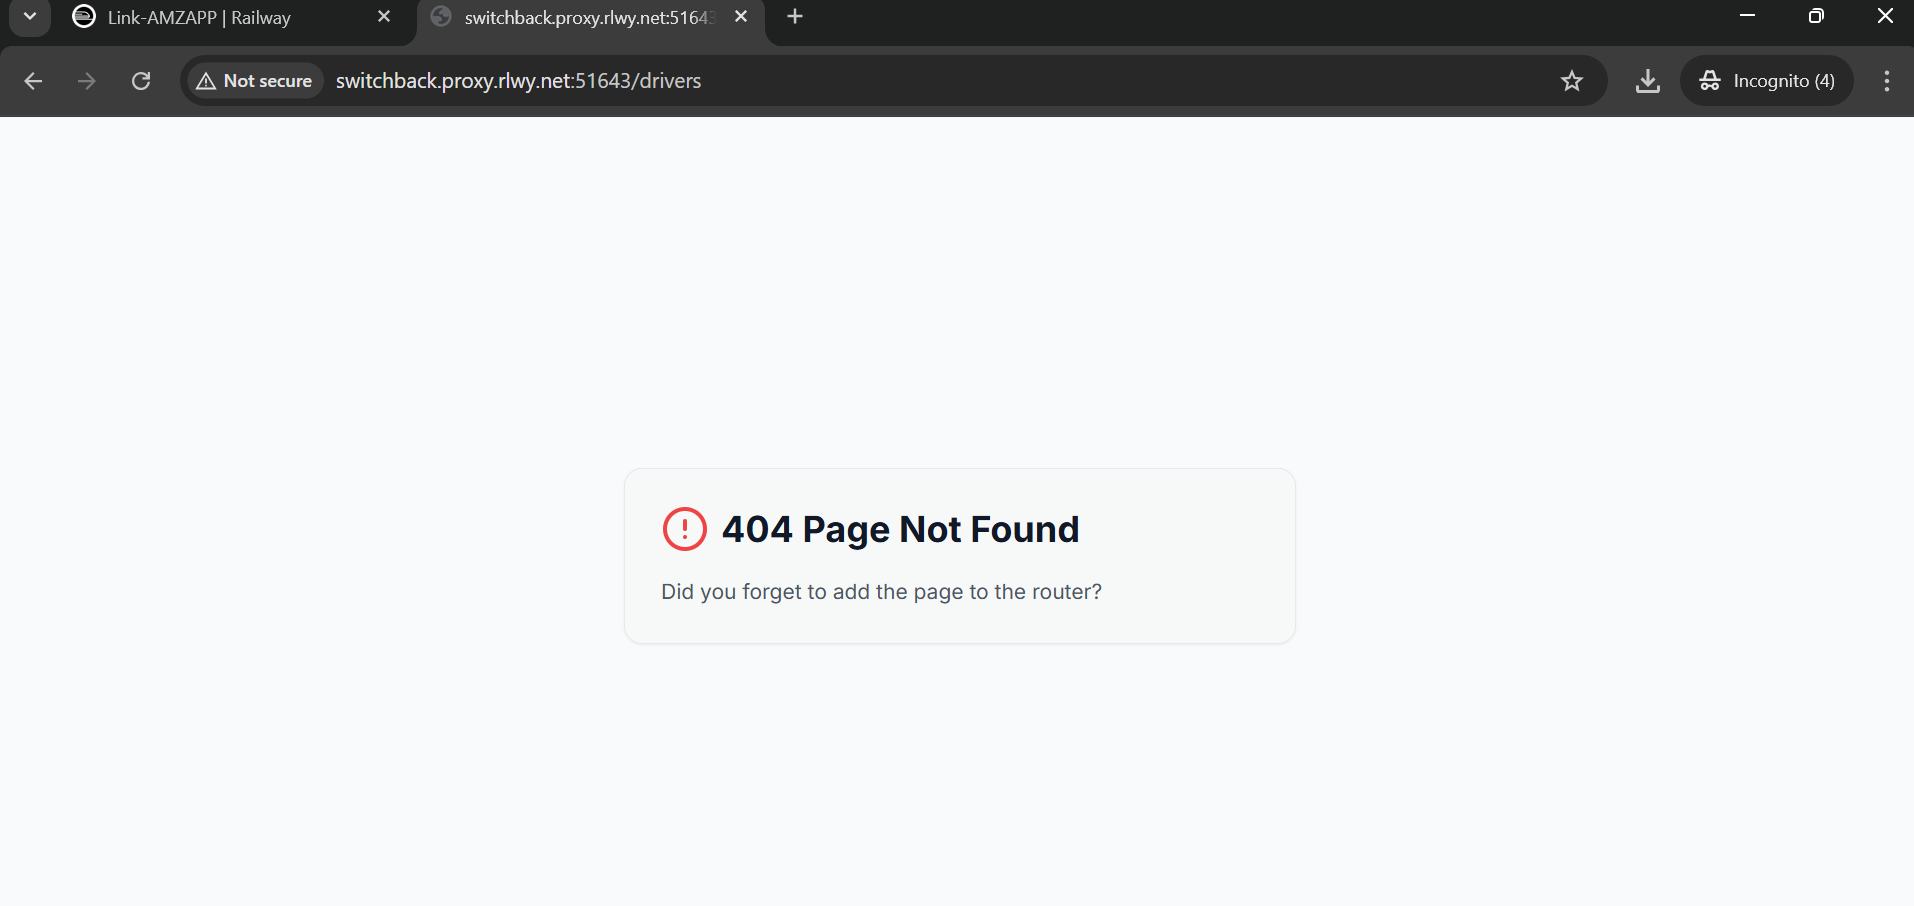 Link-AMZAPP | Railway
switchback.proxy.rlwy.net:51643
Not secure
switchback.proxy.rlwy.net:51643/drivers
Incognito (4)
404 Page Not Found
Did you forget to add the page to the router?